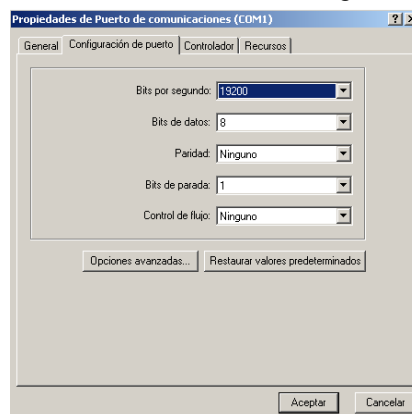 Propiedades de Puerto de comunicaciones (COM1)
General Configuración de puerto Controlador Recursos
Bits por segundo: 19200
Bits de datos: 8
Paridad: Ninguno
Bits de parada: 1
Control de flujo: Ninguno
Opciones avanzadas... Restaurar valores predeterminados
Aceptar Cancelar